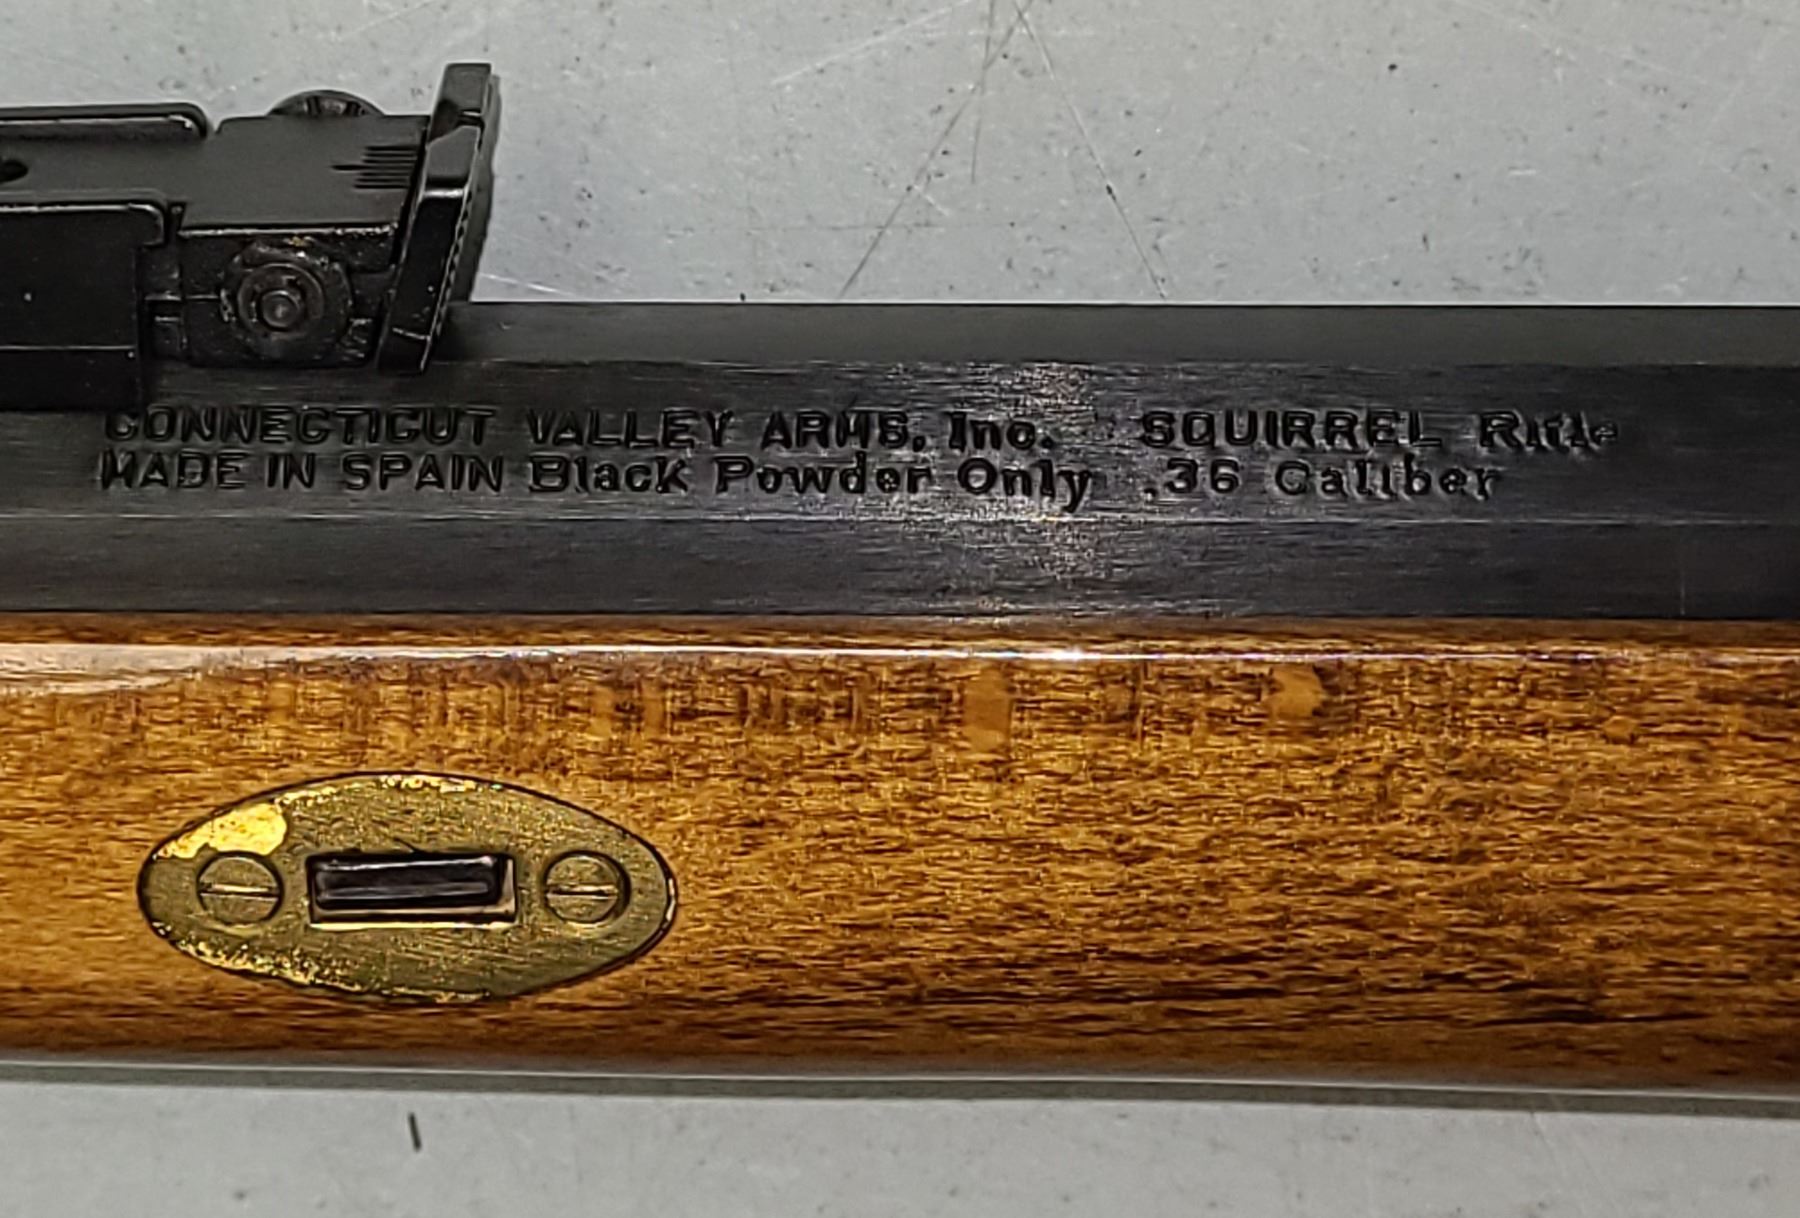 CONNECTICUT VALLEY ARMS, Inc. SQUIRREL Rifle
MADE IN SPAIN Black Powder Only .36 Caliber